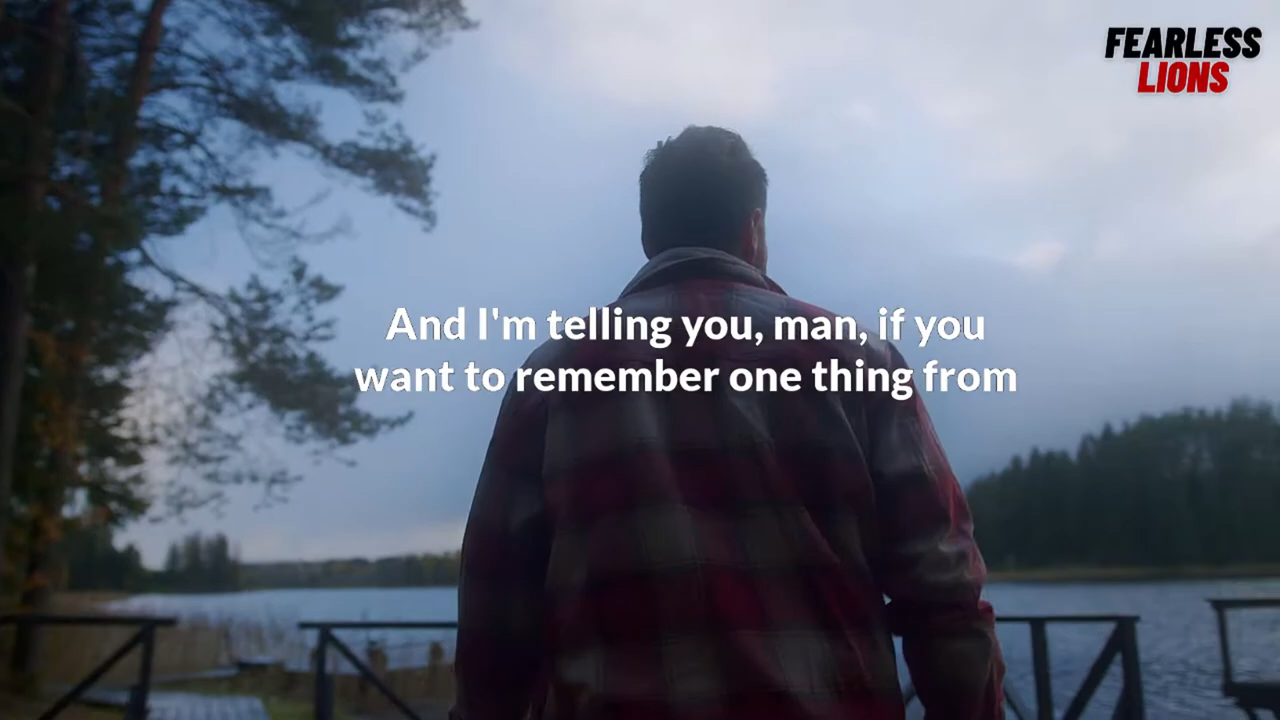 FEARLESS
LIONS
And I'm telling you, man, if you
want to remember one thing from